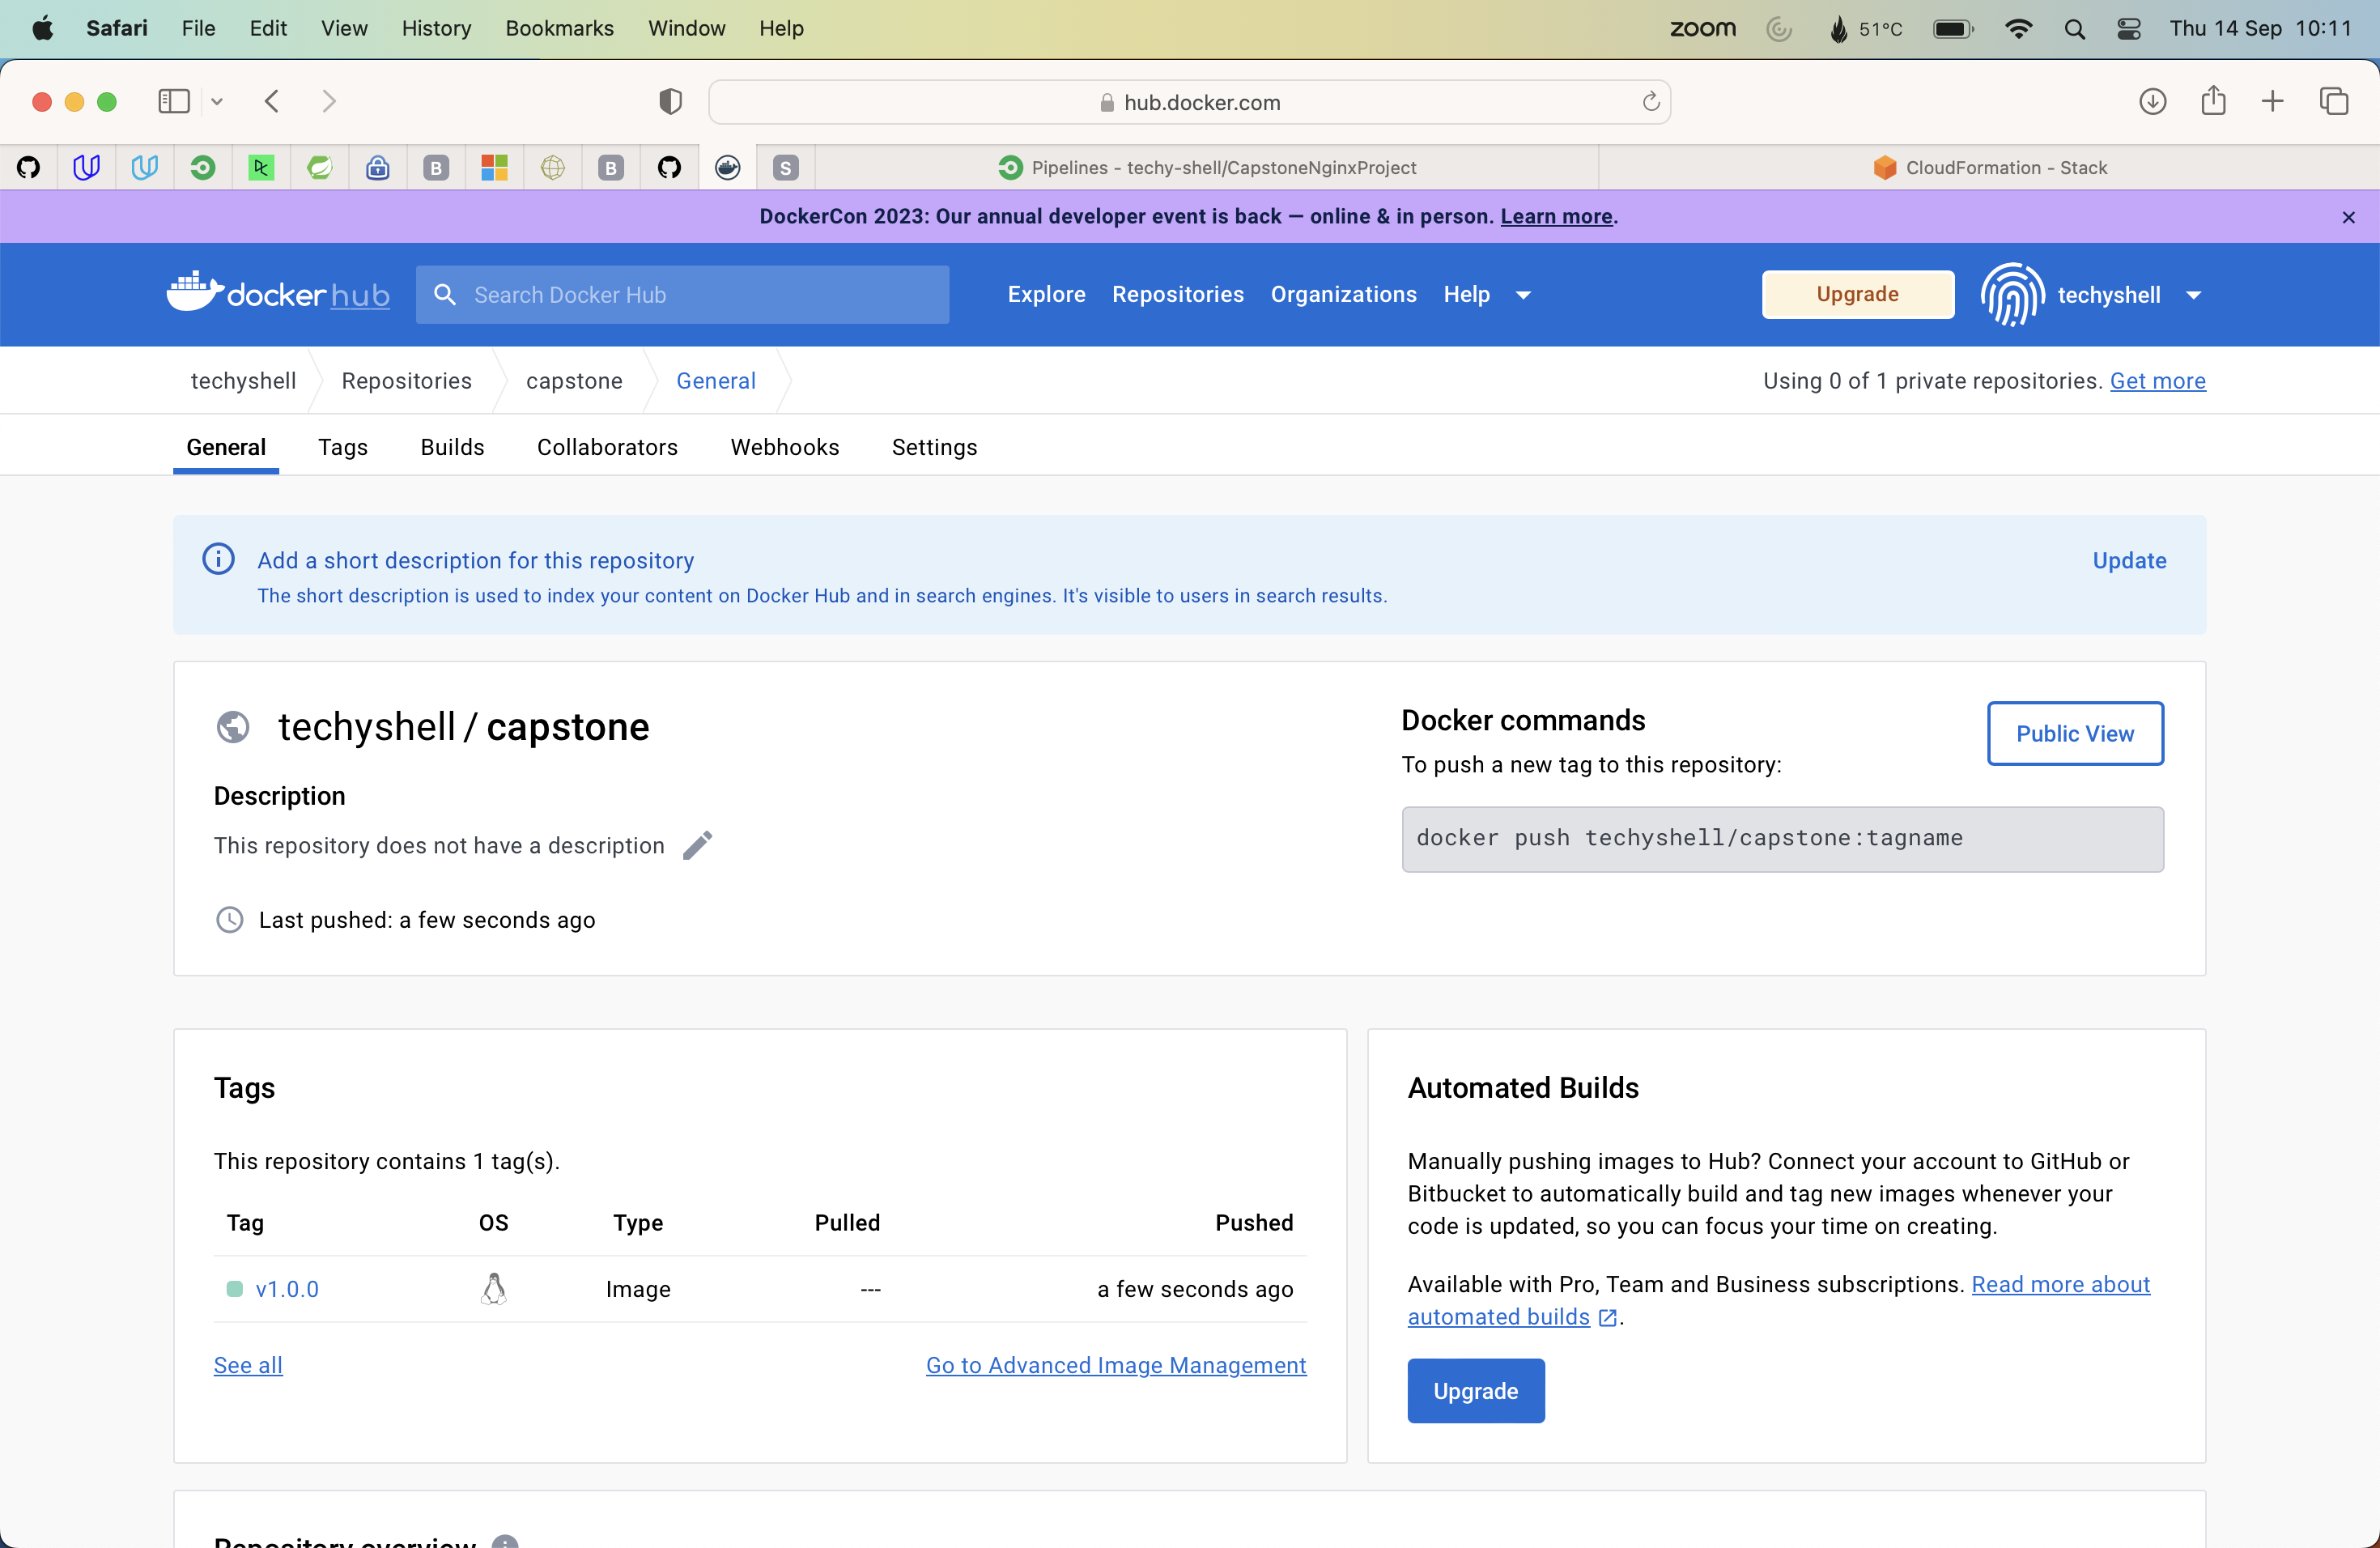 Safari File Edit View History Bookmarks Window Help zoom 51°C Thu 14 Sep 10:11
hub.docker.com
B B S Pipelines - techy-shell/CapstoneNginxProject CloudFormation - Stack
DockerCon 2023: Our annual developer event is back — online & in person. Learn more.
docker hub Search Docker Hub Explore Repositories Organizations Help Upgrade techyshell
techyshell Repositories capstone General Using 0 of 1 private repositories. Get more
General Tags Builds Collaborators Webhooks Settings
Add a short description for this repository Update
The short description is used to index your content on Docker Hub and in search engines. It's visible to users in search results.
techyshell / capstone
Description
This repository does not have a description
Last pushed: a few seconds ago
Docker commands
Public View
To push a new tag to this repository:
docker push techyshell/capstone:tagname
Tags
This repository contains 1 tag(s).
Tag OS Type Pulled Pushed
v1.0.0 Image --- a few seconds ago
See all Go to Advanced Image Management
Automated Builds
Manually pushing images to Hub? Connect your account to GitHub or
Bitbucket to automatically build and tag new images whenever your
code is updated, so you can focus your time on creating.
Available with Pro, Team and Business subscriptions. Read more about
automated builds.
Upgrade
Repository overview